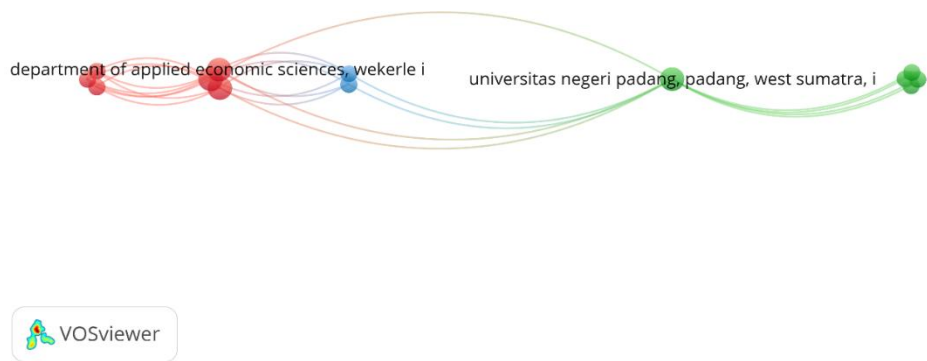 department of applied economic sciences, wekerle i
universitas negeri padang, padang, west sumatra, i
VOSviewer